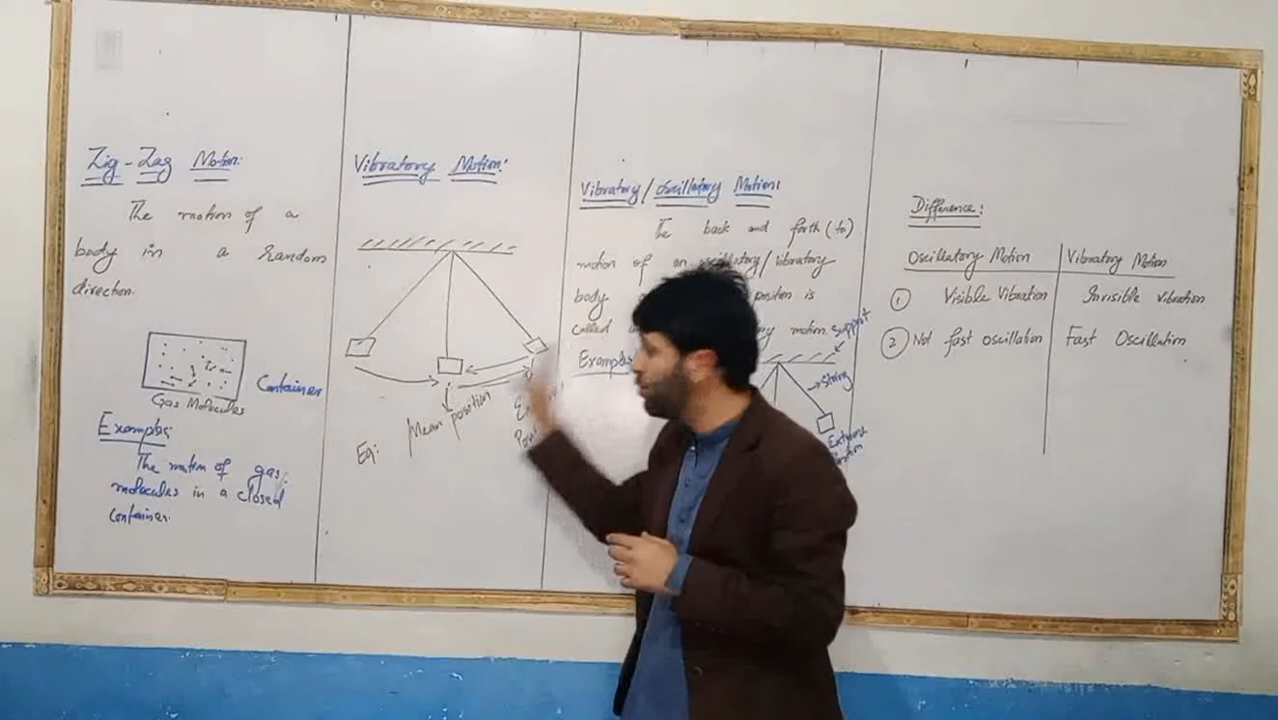 Zig-Zag Motion:
The motion of a
body in a Random
direction.
Container
Gas Molecules
Example:
The motion of gas
molecules in a closed
Container.
Vibratory Motion:
Mean position
Eg:
Vibratory/oscillatory Motion:
The back and forth (to)
motion of an oscillatory/vibratory
body position is
called motion.
Examples
Support
String
Extreme
Position
Difference:
Oscillatory Motion Vibratory Motion
① Visible Vibration Invisible vibration
② Not fast oscillation Fast Oscillation